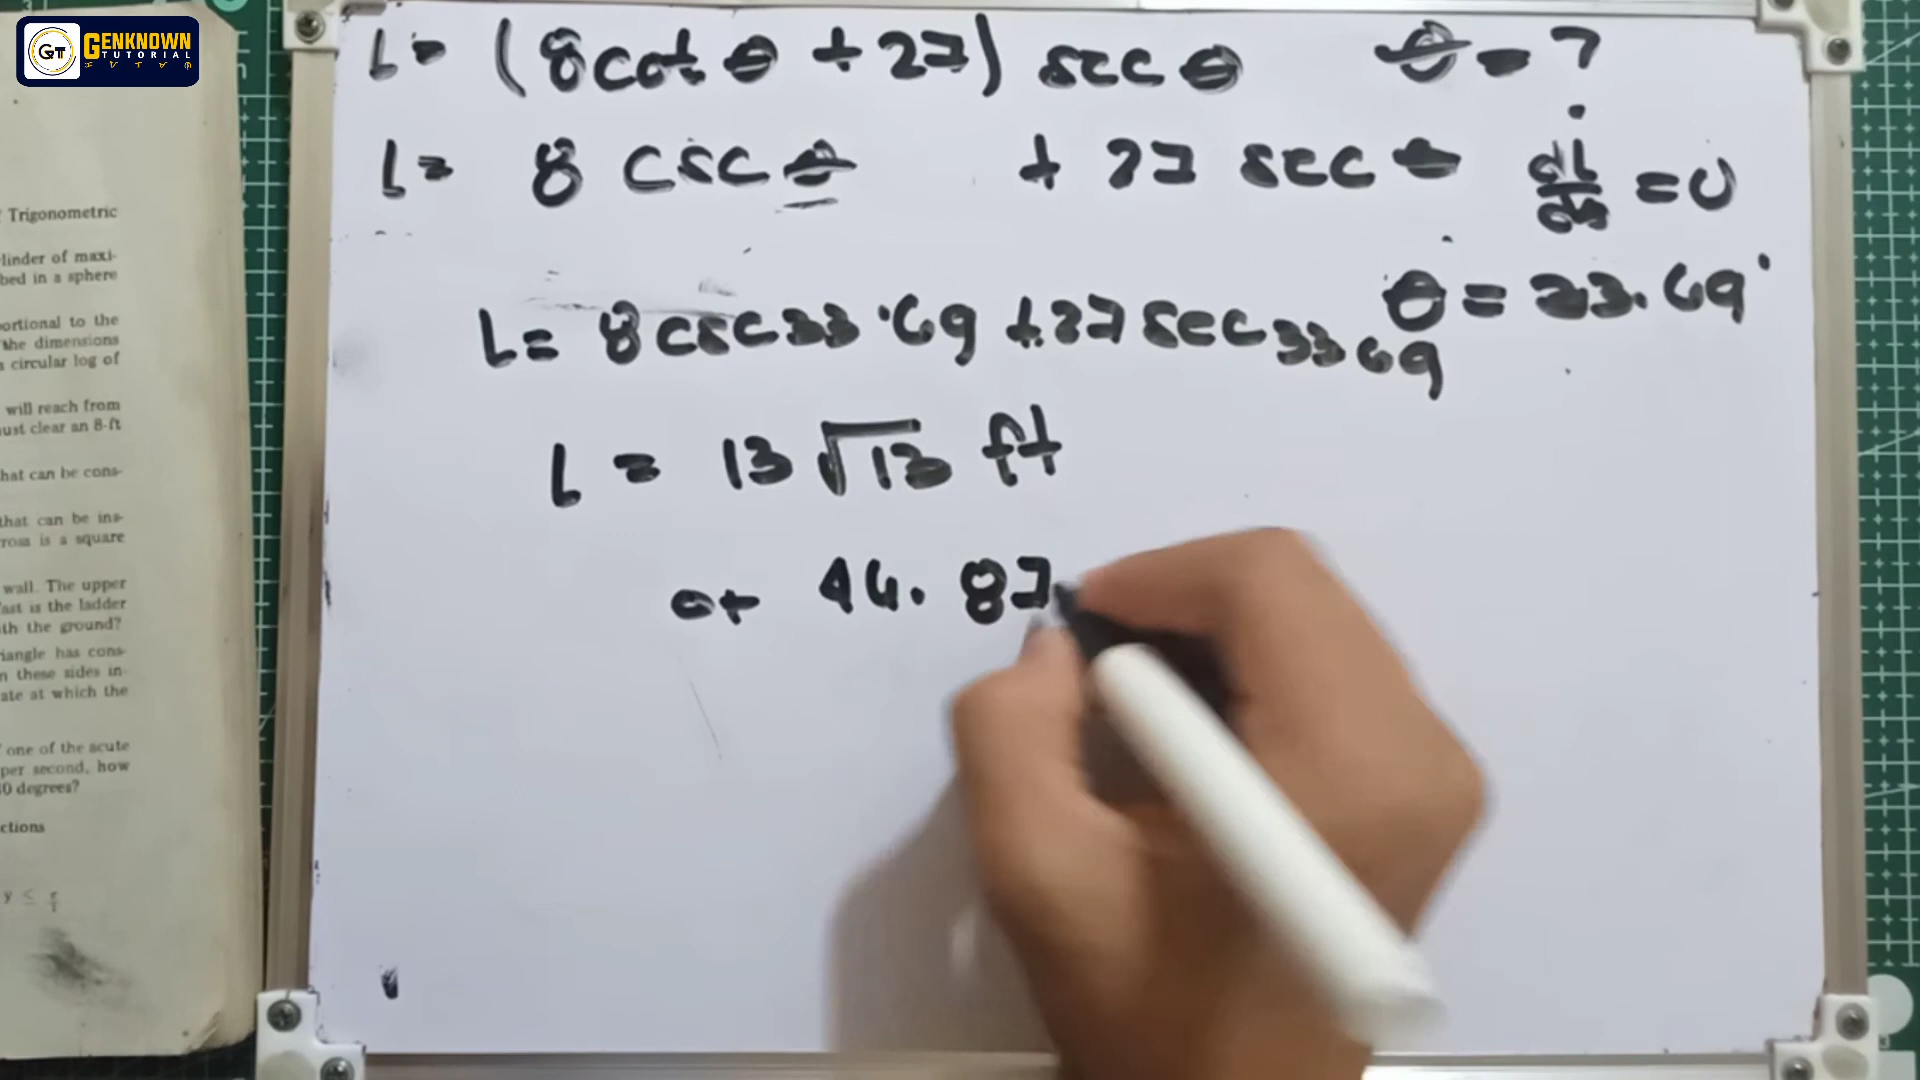 GENKNOWN
TUTORIAL
Trigonometric
linder of maxi-
bed in a sphere
ortional to the
the dimensions
circular log of
will reach from
ust clear an 8-ft
hat can be cons-
that can be ins-
ross is a square
wall. The upper
ast is the ladder
th the ground?
iangle has cons-
n these sides in-
ate at which the
one of the acute
per second, how
0 degrees?
ctions
y ≤
L = (8cot θ + 27) sec θ θ = ?
L = 8 csc θ + 27 sec θ dL/dθ = 0
θ = 33.69°
L = 8 csc 33.69 + 27 sec 33.69
L = 13 √13 ft
or 46.87